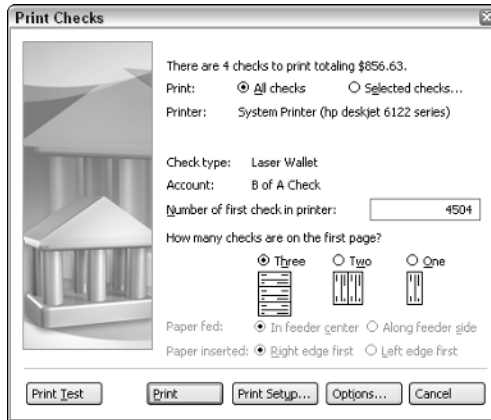 Print Checks
There are 4 checks to print totaling $856.63.
Print: All checks Selected checks...
Printer: System Printer (hp deskjet 6122 series)
Check type: Laser Wallet
Account: B of A Check
Number of first check in printer: 4504
How many checks are on the first page?
Three Two One
Paper fed: In feeder center Along feeder side
Paper inserted: Right edge first Left edge first
Print Test Print Print Setup... Options... Cancel